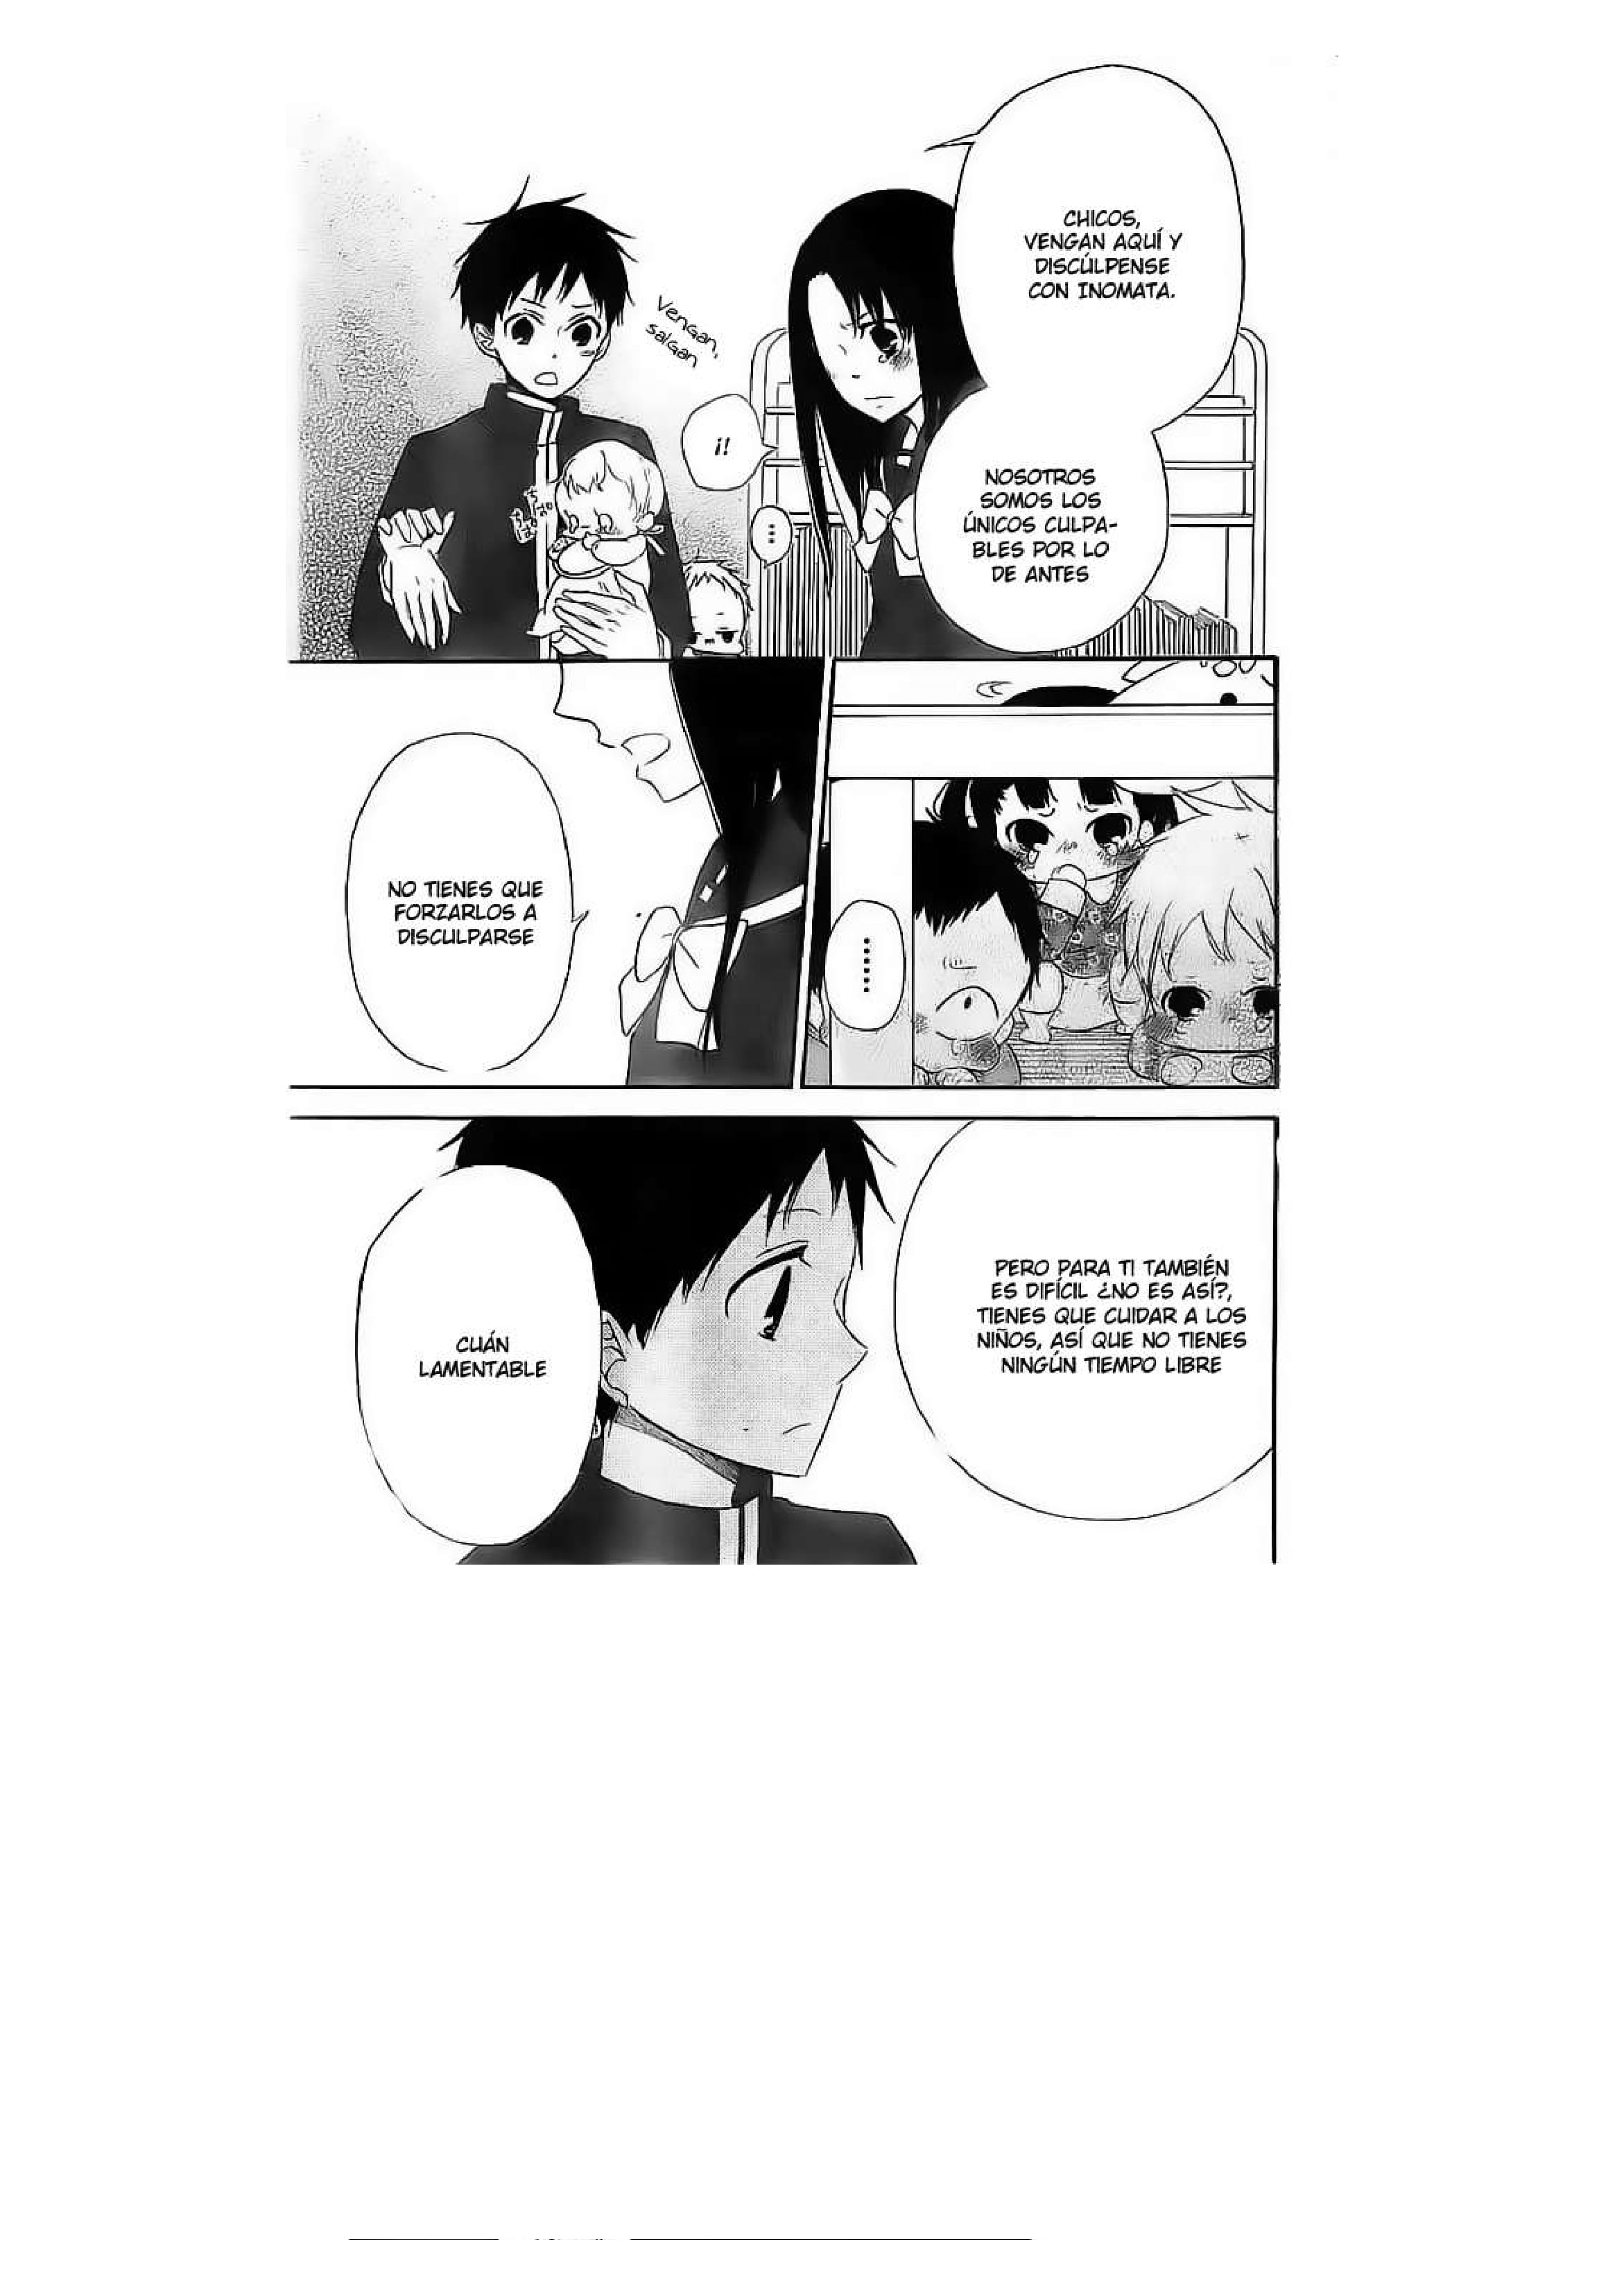 CHICOS,
VENGAN AQUÍ Y
DISCÚLPENSE
CON INOMATA.
NOSOTROS
SOMOS LOS
ÚNICOS CULPA-
BLES POR LO
DE ANTES
Vengan,
salgan
¡!
...
......
NO TIENES QUE
FORZARLOS A
DISCULPARSE
PERO PARA TI TAMBIÉN
ES DIFÍCIL ¿NO ES ASÍ?,
TIENES QUE CUIDAR A LOS
NIÑOS, ASÍ QUE NO TIENES
NINGÚN TIEMPO LIBRE
CUÁN
LAMENTABLE